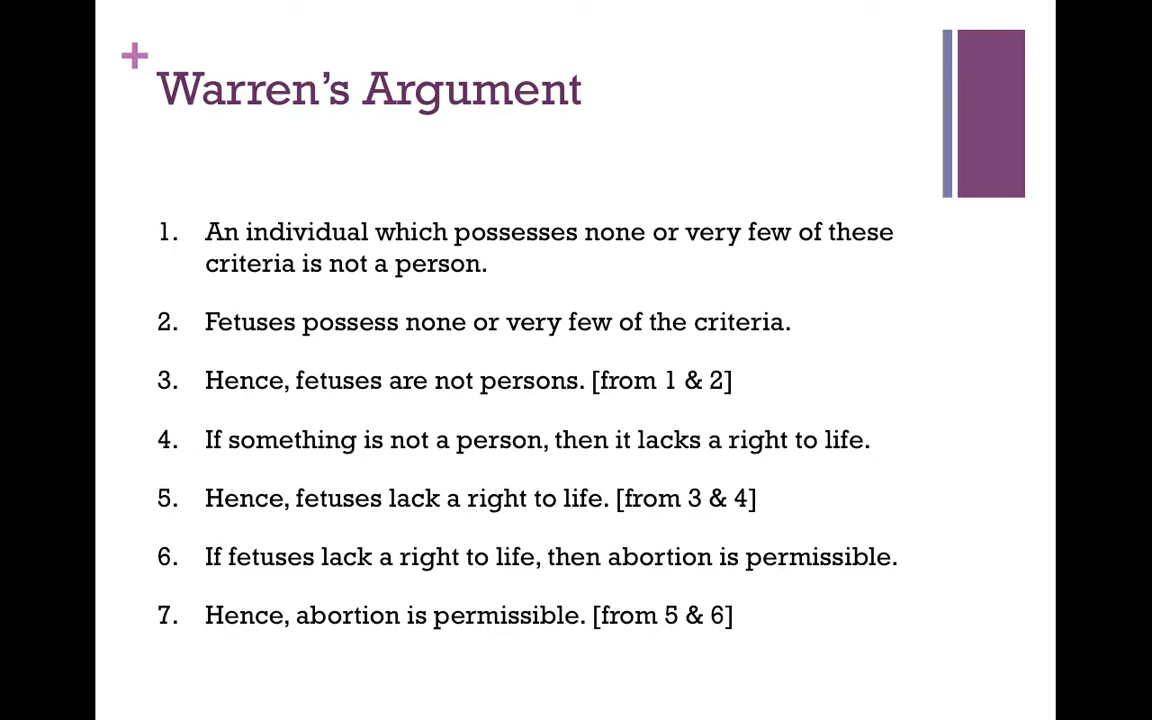 +
Warren’s Argument
1. An individual which possesses none or very few of these
criteria is not a person.
2. Fetuses possess none or very few of the criteria.
3. Hence, fetuses are not persons. [from 1 & 2]
4. If something is not a person, then it lacks a right to life.
5. Hence, fetuses lack a right to life. [from 3 & 4]
6. If fetuses lack a right to life, then abortion is permissible.
7. Hence, abortion is permissible. [from 5 & 6]